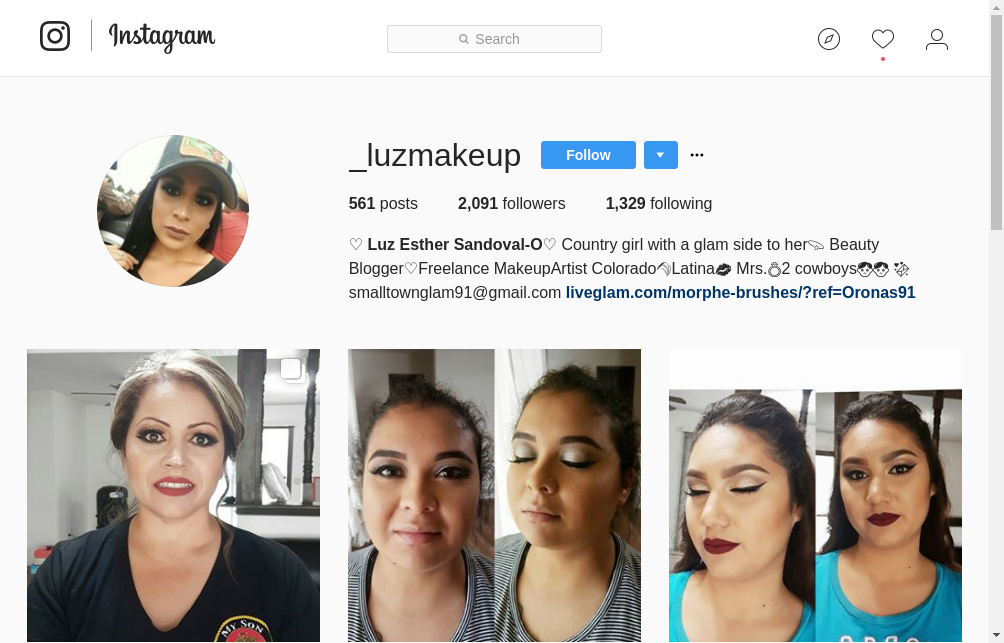 Instagram
Search
_luzmakeup
Follow
561 posts 2,091 followers 1,329 following
♡ Luz Esther Sandoval-O♡ Country girl with a glam side to her Beauty
Blogger♡Freelance MakeupArtist Colorado Latina💋 Mrs.💍2 cowboys👦👦
smalltownglam91@gmail.com liveglam.com/morphe-brushes/?ref=Oronas91
MY SON